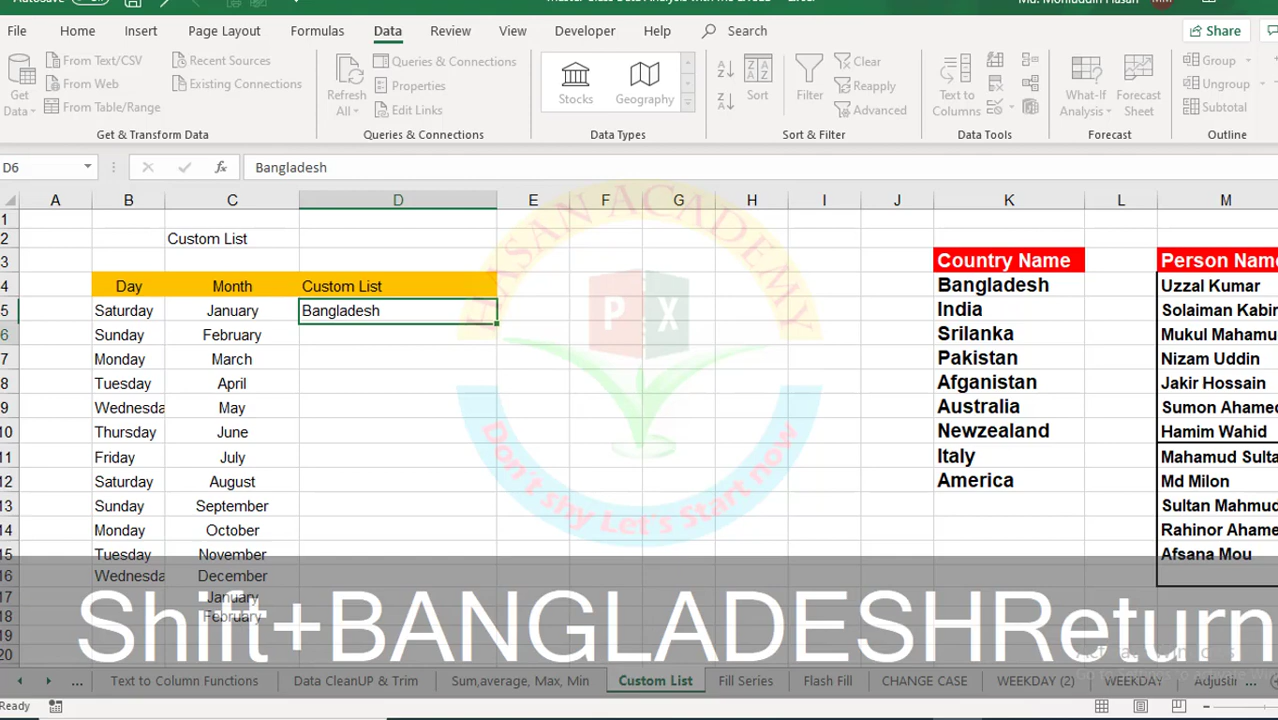 File Home Insert Page Layout Formulas Data Review View Developer Help Search Share
From Text/CSV Recent Sources Queries & Connections Clear Group
Get Data From Web Existing Connections Refresh All Properties Stocks Geography Sort Filter Reapply Text to Columns What-If Analysis Forecast Sheet Ungroup
From Table/Range Edit Links Advanced Subtotal
Get & Transform Data Queries & Connections Data Types Sort & Filter Data Tools Forecast Outline
D6 fx Bangladesh
A B C D E F G H I J K L M
1
2 Custom List
3 Country Name Person Name
4 Day Month Custom List Bangladesh Uzzal Kumar
5 Saturday January Bangladesh India Solaiman Kabir
6 Sunday February Srilanka Mukul Mahamu
7 Monday March Pakistan Nizam Uddin
8 Tuesday April Afganistan Jakir Hossain
9 Wednesda May Australia Sumon Ahamed
10 Thursday June Newzealand Hamim Wahid
11 Friday July Italy Mahamud Sulta
12 Saturday August America Md Milon
13 Sunday September Sultan Mahmud
14 Monday October Rahinor Ahame
15 Tuesday November Afsana Mou
16 Wednesda December
17 January
18 February
19
20
HASAN ACADEMY
P X
Don't shy Let's Start now
Shift+BANGLADESHReturn
... Text to Column Functions Data CleanUP & Trim Sum,average, Max, Min Custom List Fill Series Flash Fill CHANGE CASE WEEKDAY (2) WEEKDAY Adjustir ...
Ready